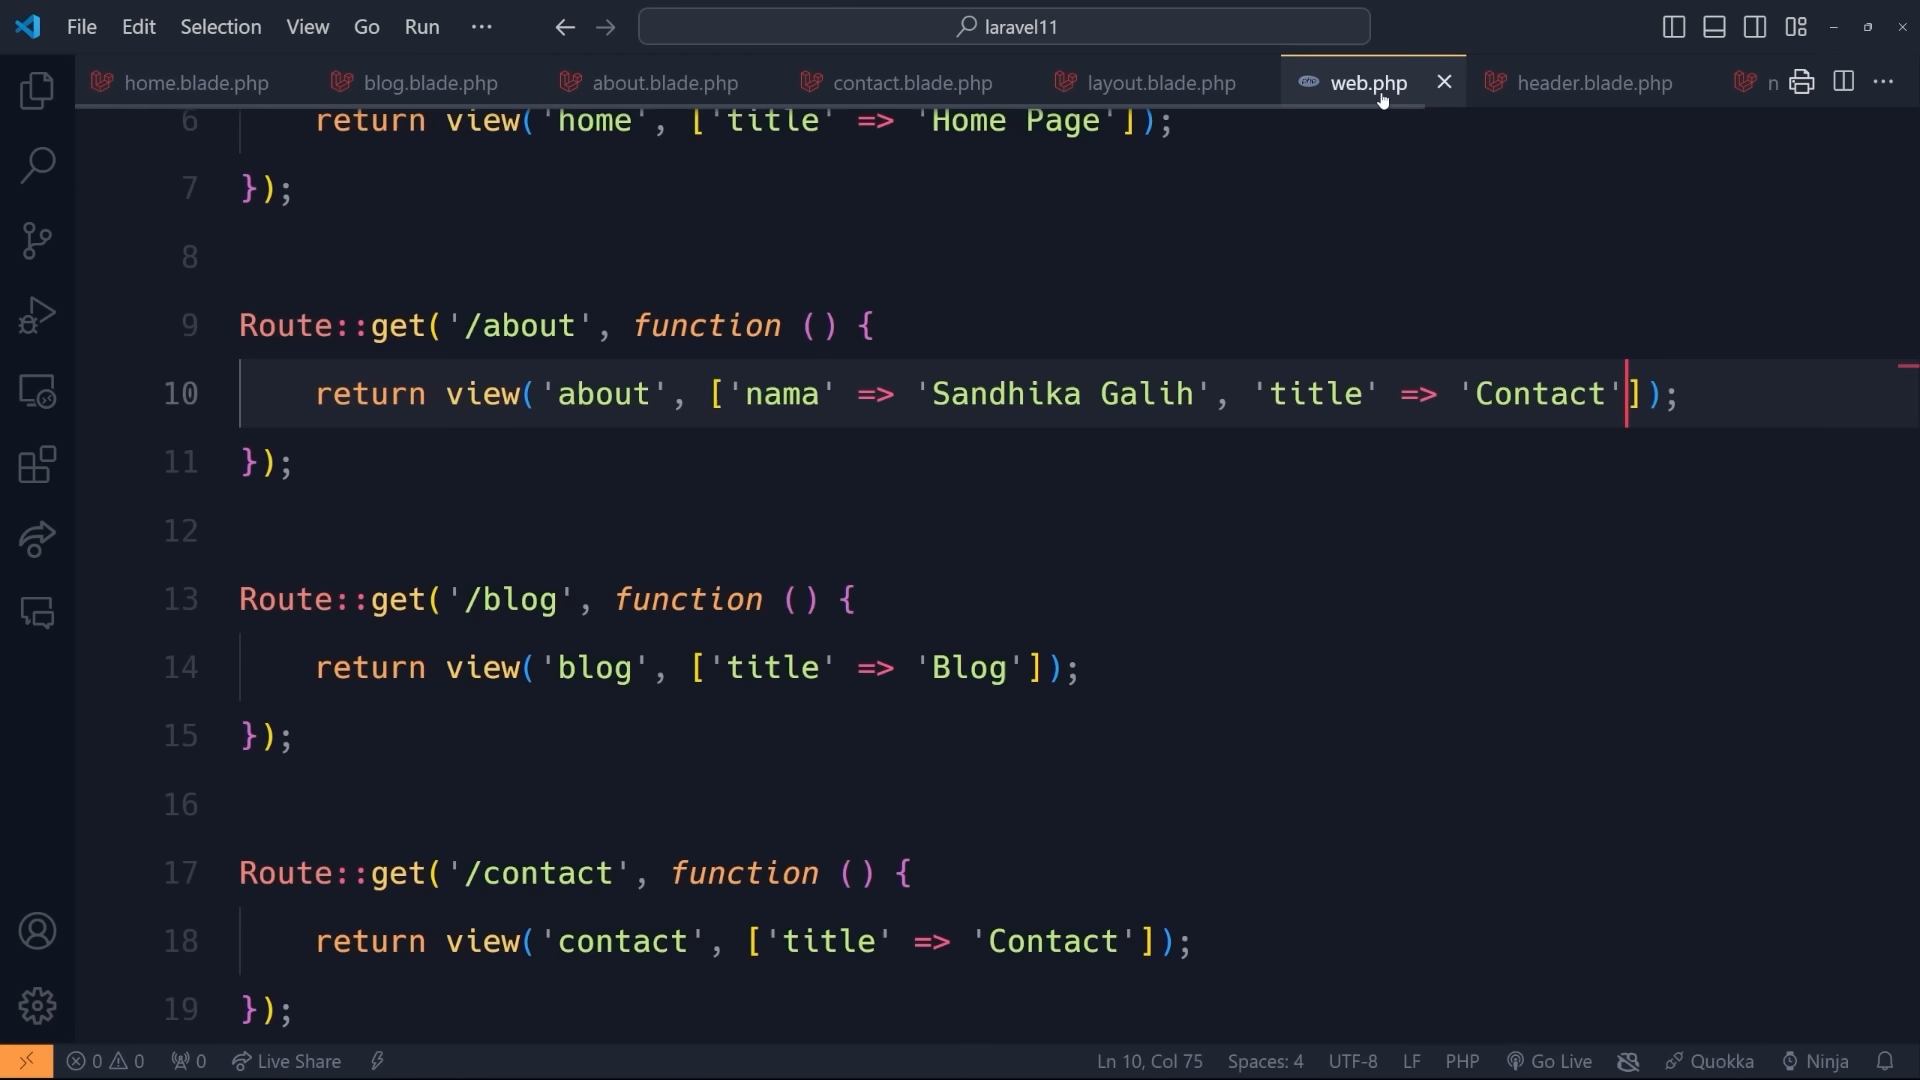 File Edit Selection View Go Run ··· laravel11
home.blade.php blog.blade.php about.blade.php contact.blade.php layout.blade.php web.php header.blade.php n
6 return view('home', ['title' => 'Home Page']);
7 });
8
9 Route::get('/about', function () {
10 return view('about', ['nama' => 'Sandhika Galih', 'title' => 'Contact']);
11 });
12
13 Route::get('/blog', function () {
14 return view('blog', ['title' => 'Blog']);
15 });
16
17 Route::get('/contact', function () {
18 return view('contact', ['title' => 'Contact']);
19 });
0 0 0 Live Share Ln 10, Col 75 Spaces: 4 UTF-8 LF PHP Go Live Quokka Ninja